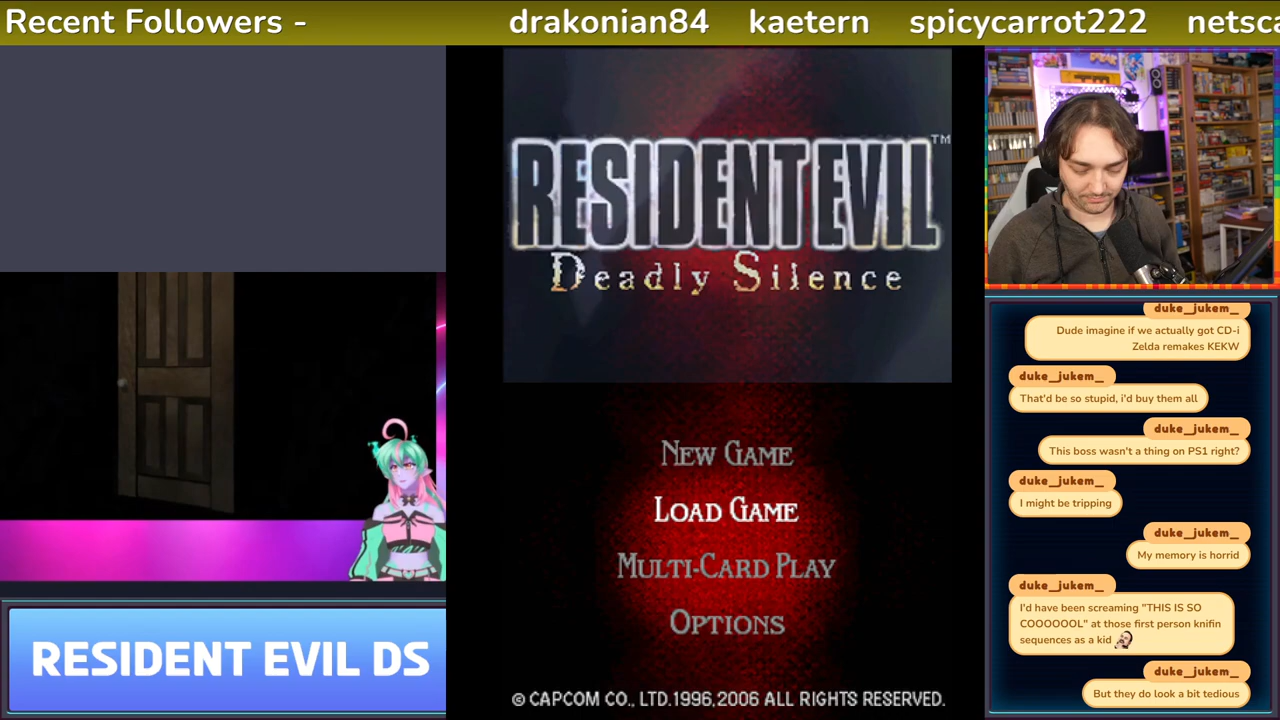 Recent Followers -
drakonian84 kaetern spicycarrot222 netsca
RESIDENT EVIL™
Deadly Silence
NEW GAME
LOAD GAME
MULTI-CARD PLAY
OPTIONS
© CAPCOM CO., LTD.1996,2006 ALL RIGHTS RESERVED.
RESIDENT EVIL DS
duke_jukem_
Dude imagine if we actually got CD-i
Zelda remakes KEKW
duke_jukem_
That'd be so stupid, i'd buy them all
duke_jukem_
This boss wasn't a thing on PS1 right?
duke_jukem_
I might be tripping
duke_jukem_
My memory is horrid
duke_jukem_
I'd have been screaming "THIS IS SO
COOOOOOL" at those first person knifin
sequences as a kid
duke_jukem_
But they do look a bit tedious